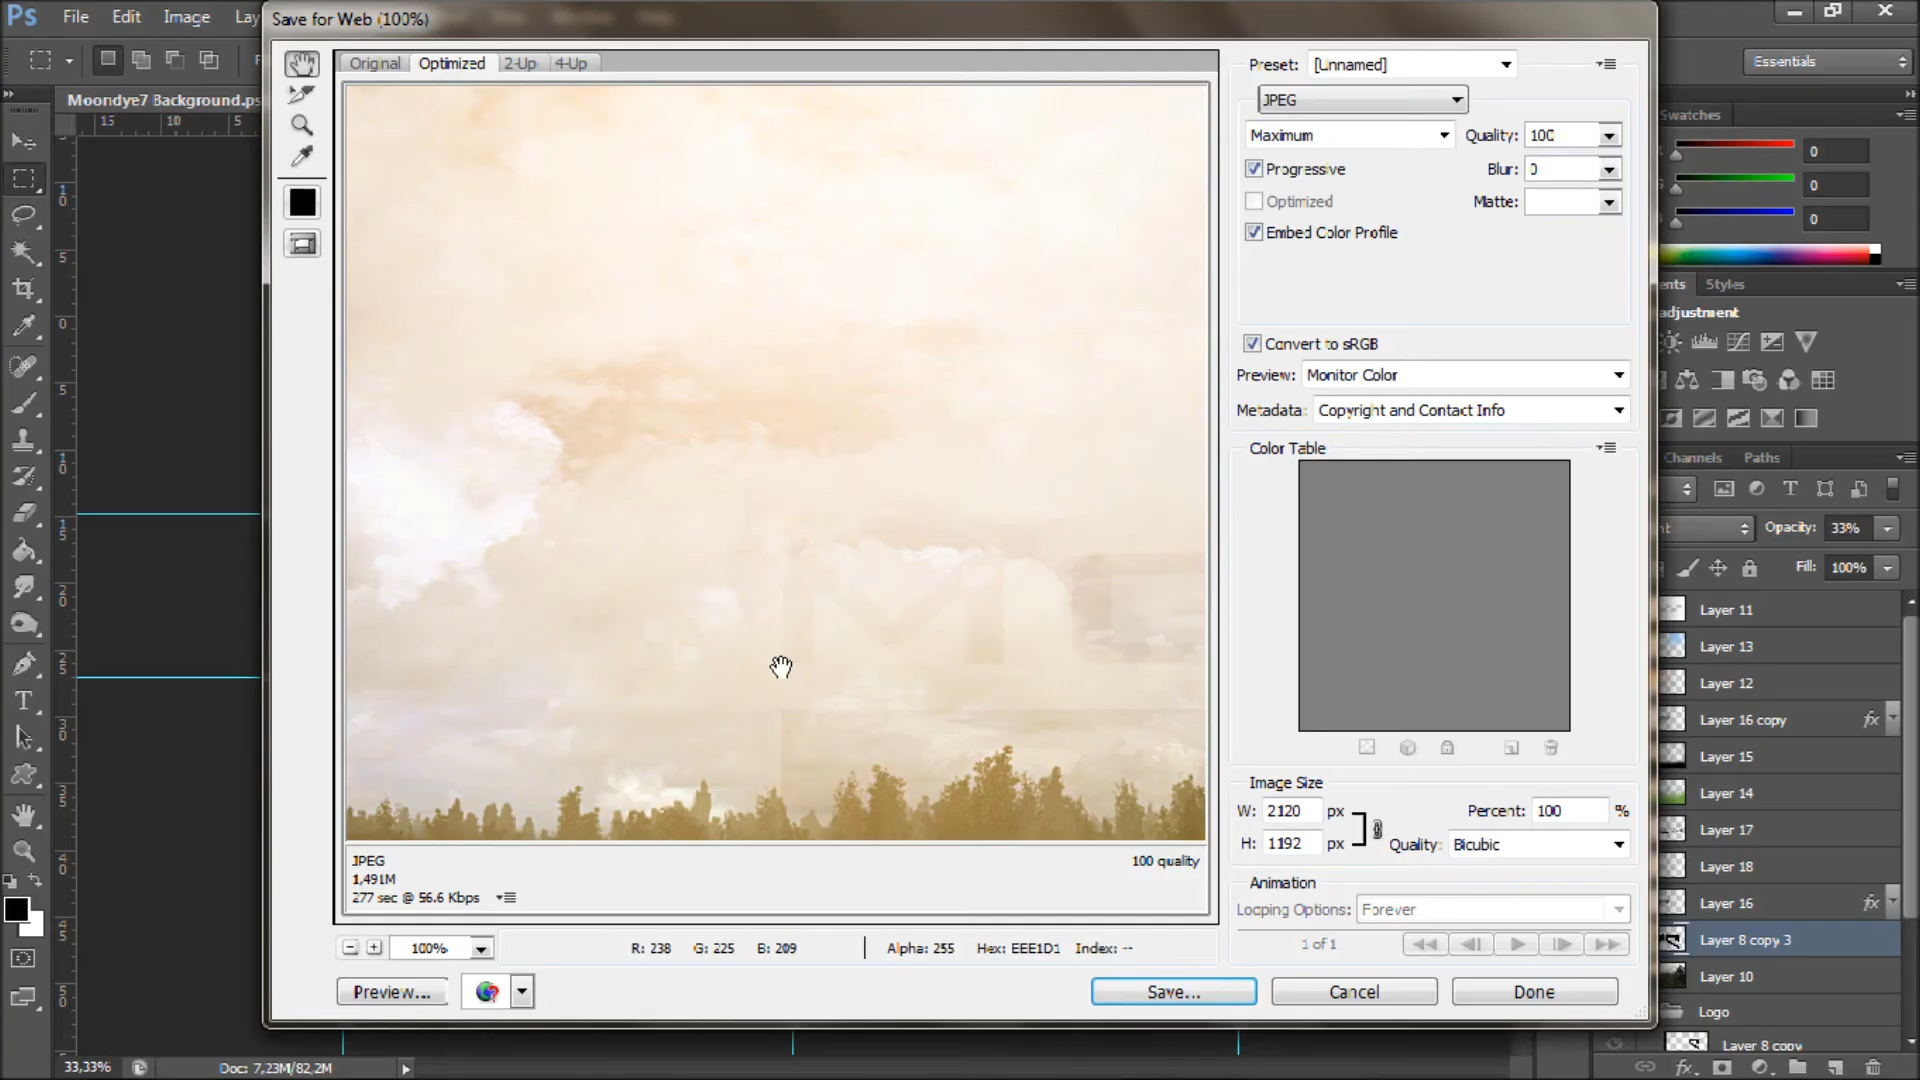 Ps File Edit Image
Save for Web (100%)
Essentials
Moondye7 Background.ps
15 10 5
Original Optimized 2-Up 4-Up
Preset: [Unnamed]
JPEG
Maximum Quality: 100
Progressive Blur: 0
Optimized Matte:
Embed Color Profile
Convert to sRGB
Preview: Monitor Color
Metadata: Copyright and Contact Info
Color Table
Image Size
W: 2120 px Percent: 100 %
H: 1192 px Quality: Bicubic
Animation
Looping Options: Forever
1 of 1
JPEG 100 quality
1,491M
277 sec @ 56.6 Kbps
100% R: 238 G: 225 B: 209 Alpha: 255 Hex: EEE1D1 Index: --
Preview... Save... Cancel Done
33,33% Doc: 7,23M/82,2M
Swatches
0
0
0
Styles
adjustment
Channels Paths
Opacity: 33%
Fill: 100%
Layer 11
Layer 13
Layer 12
Layer 16 copy fx
Layer 15
Layer 14
Layer 17
Layer 18
Layer 16 fx
Layer 8 copy 3
Layer 10
Logo
Layer 8 copy